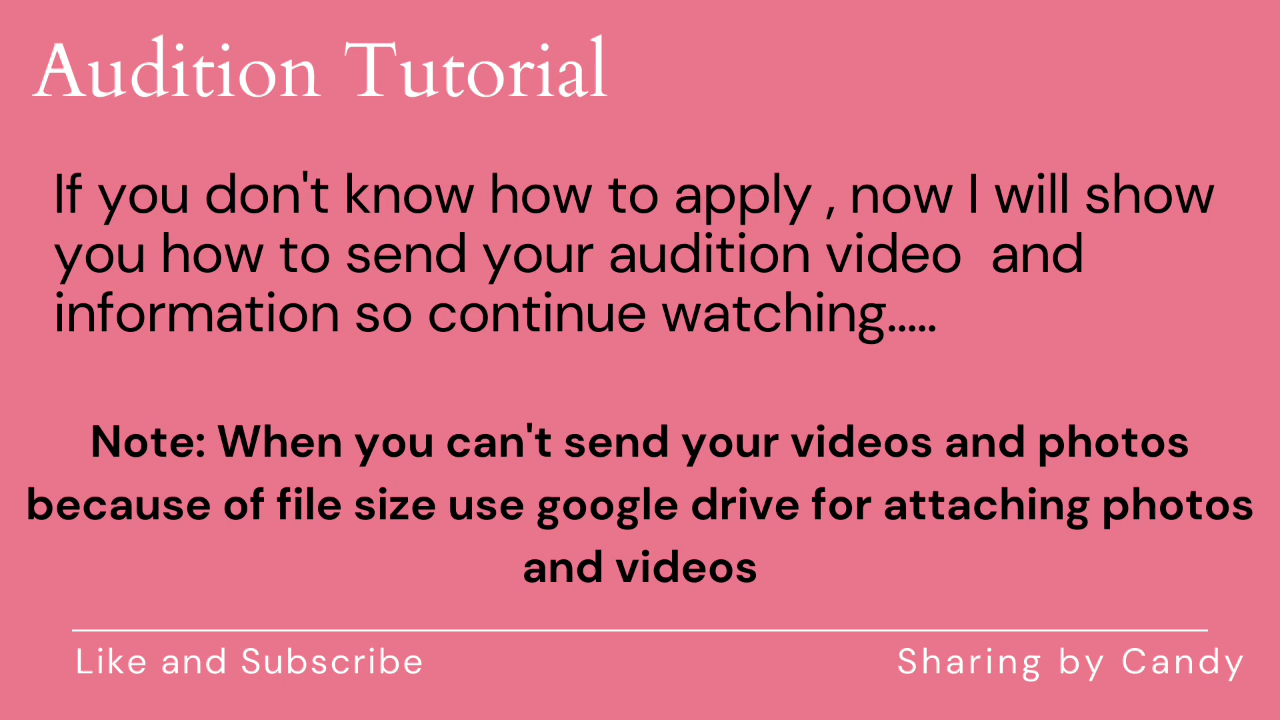 Audition Tutorial
If you don't know how to apply , now I will show
you how to send your audition video  and
information so continue watching.....
Note: When you can't send your videos and photos
because of file size use google drive for attaching photos
and videos
Like and Subscribe
Sharing by Candy